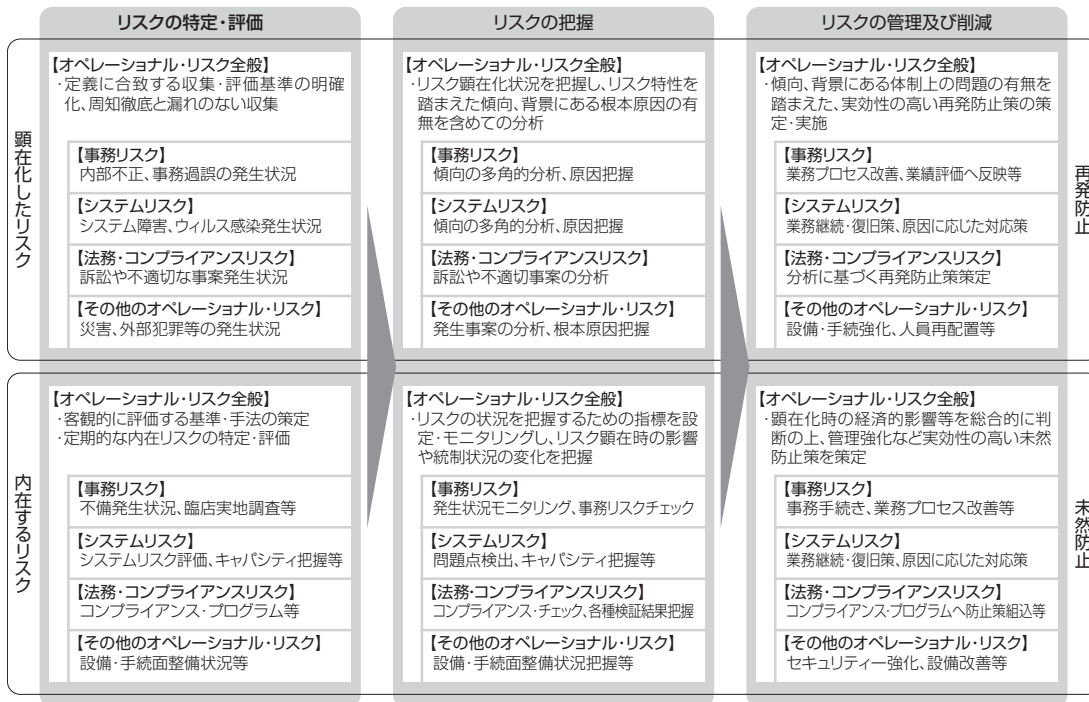 リスクの特定・評価
リスクの把握
リスクの管理及び削減
顕在化したリスク
【オペレーショナル・リスク全般】
・定義に合致する収集・評価基準の明確
化、周知徹底と漏れのない収集
【事務リスク】
内部不正、事務過誤の発生状況
【システムリスク】
システム障害、ウィルス感染発生状況
【法務・コンプライアンスリスク】
訴訟や不適切な事案発生状況
【その他のオペレーショナル・リスク】
災害、外部犯罪等の発生状況
【オペレーショナル・リスク全般】
・リスク顕在化状況を把握し、リスク特性を
踏まえた傾向、背景にある根本原因の有
無を含めての分析
【事務リスク】
傾向の多角的分析、原因把握
【システムリスク】
傾向の多角的分析、原因把握
【法務・コンプライアンスリスク】
訴訟や不適切事案の分析
【その他のオペレーショナル・リスク】
発生事案の分析、根本原因把握
【オペレーショナル・リスク全般】
・傾向、背景にある体制上の問題の有無を
踏まえた、実効性の高い再発防止策の策
定・実施
【事務リスク】
業務プロセス改善、業績評価へ反映等
【システムリスク】
業務継続・復旧策、原因に応じた対応策
【法務・コンプライアンスリスク】
分析に基づく再発防止策策定
【その他のオペレーショナル・リスク】
設備・手続強化、人員再配置等
再発防止
内在するリスク
【オペレーショナル・リスク全般】
・客観的に評価する基準・手法の策定
・定期的な内在リスクの特定・評価
【事務リスク】
不備発生状況、臨店実地調査等
【システムリスク】
システムリスク評価、キャパシティ把握等
【法務・コンプライアンスリスク】
コンプライアンス・プログラム等
【その他のオペレーショナル・リスク】
設備・手続面整備状況等
【オペレーショナル・リスク全般】
・リスクの状況を把握するための指標を設
定・モニタリングし、リスク顕在時の影響
や統制状況の変化を把握
【事務リスク】
発生状況モニタリング、事務リスクチェック
【システムリスク】
問題点検出、キャパシティ把握等
【法務・コンプライアンスリスク】
コンプライアンス・チェック、各種検証結果把握
【その他のオペレーショナル・リスク】
設備・手続面整備状況把握等
【オペレーショナル・リスク全般】
・顕在化時の経済的影響等を総合的に判
断の上、管理強化など実効性の高い未然
防止策を策定
【事務リスク】
事務手続き、業務プロセス改善等
【システムリスク】
業務継続・復旧策、原因に応じた対応策
【法務・コンプライアンスリスク】
コンプライアンス・プログラムへ防止策組込等
【その他のオペレーショナル・リスク】
セキュリティー強化、設備改善等
未然防止